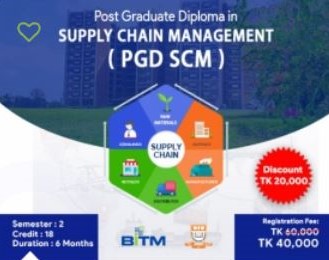 Post Graduate Diploma in
SUPPLY CHAIN MANAGEMENT
( PGD SCM )
RAW
MATERIALS
SUPPLY
CHAIN
Discount
TK 20,000
Semester : 2
Credit : 18
Duration : 6 Months
BiTM
Registration Fee:
TK 60,000
TK 40,000